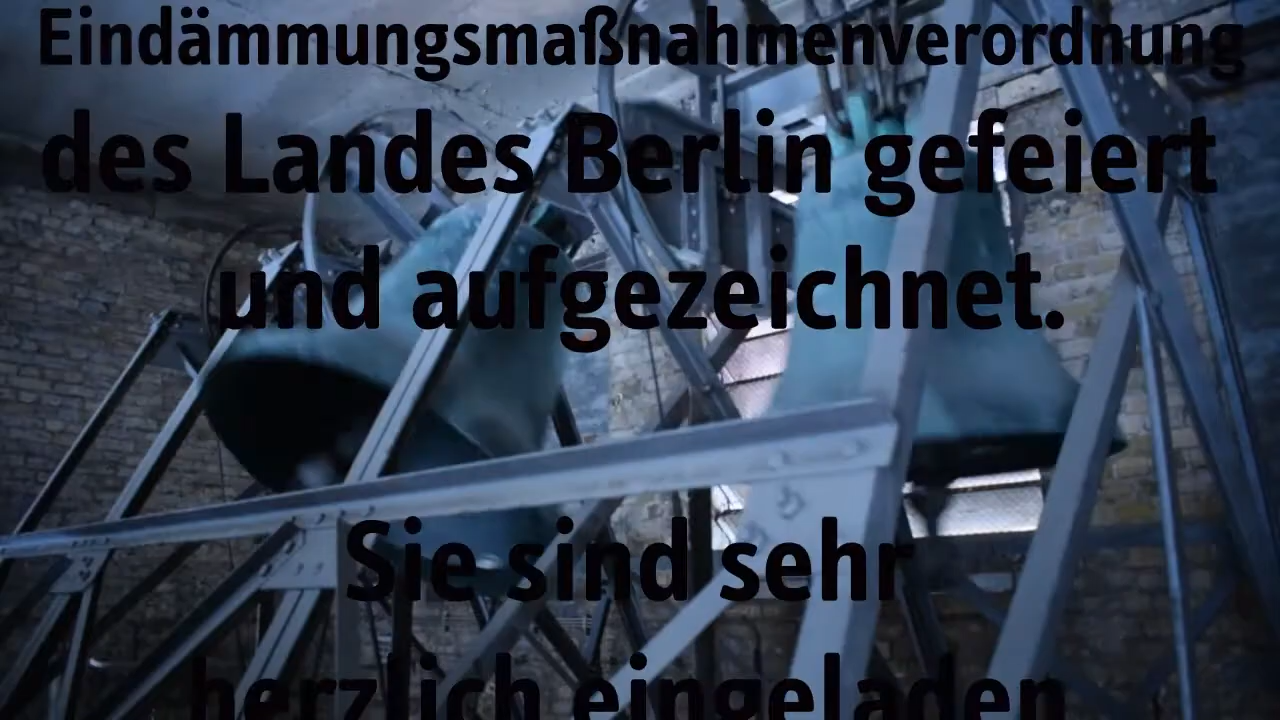 Eindämmungsmaßnahmenverordnung
des Landes Berlin gefeiert
und aufgezeichnet.
Sie sind sehr
herzlich eingeladen